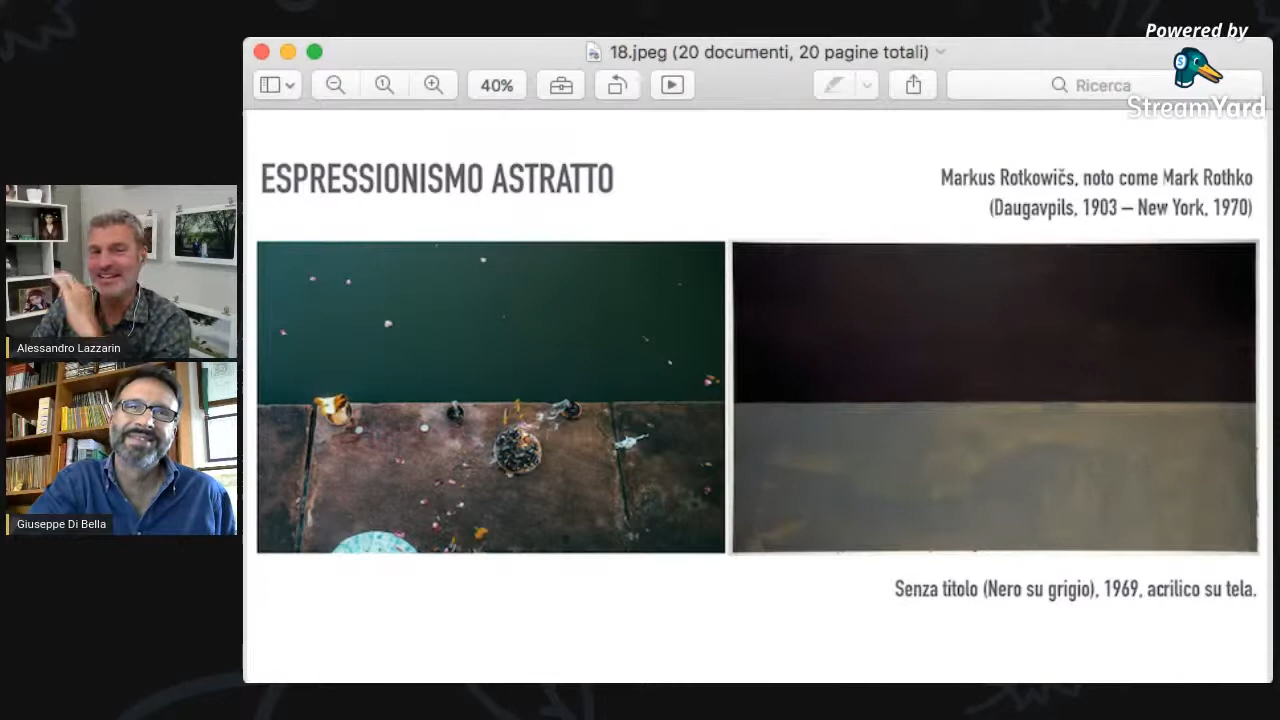 Powered by
StreamYard
18.jpeg (20 documenti, 20 pagine totali)
40%
Ricerca
ESPRESSIONISMO ASTRATTO
Markus Rotkowičs, noto come Mark Rothko
(Daugavpils, 1903 – New York, 1970)
Alessandro Lazzarin
Giuseppe Di Bella
Senza titolo (Nero su grigio), 1969, acrilico su tela.